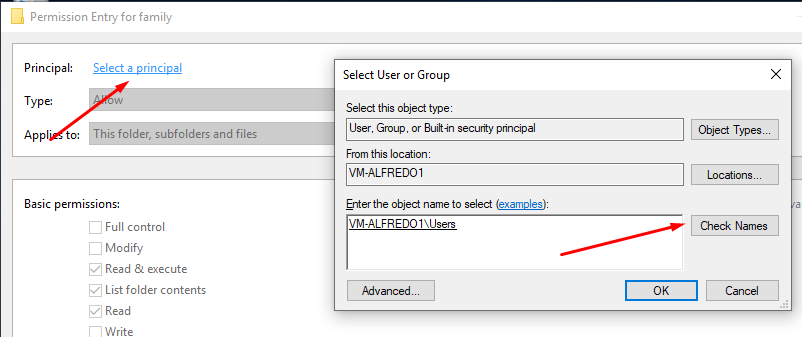 Permission Entry for family
Principal:
Select a principal
Type:
Allow
Applies to:
This folder, subfolders and files
Basic permissions:
Full control
Modify
Read & execute
List folder contents
Read
Write
Select User or Group
Select this object type:
User, Group, or Built-in security principal
Object Types...
From this location:
VM-ALFREDO1
Locations...
Enter the object name to select (examples):
VM-ALFREDO1\Users
Check Names
Advanced...
OK
Cancel